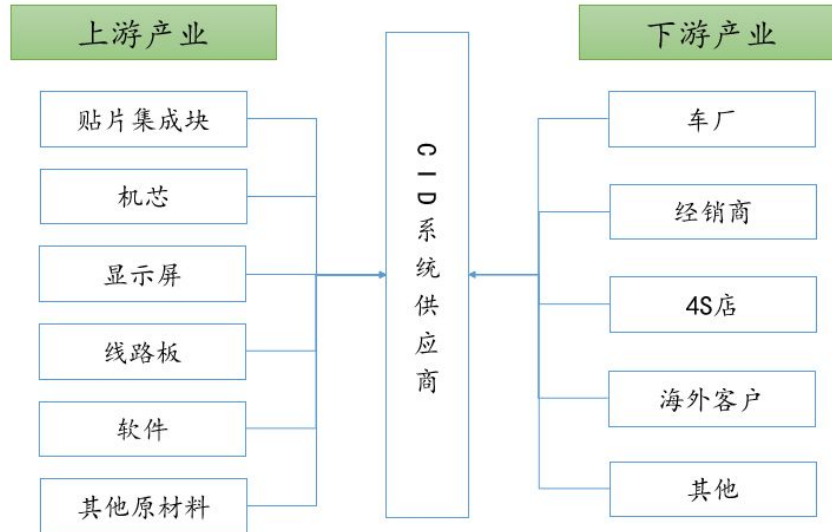 上游产业
下游产业
贴片集成块
机芯
显示屏
线路板
软件
其他原材料
CID系统供应商
车厂
经销商
4S店
海外客户
其他